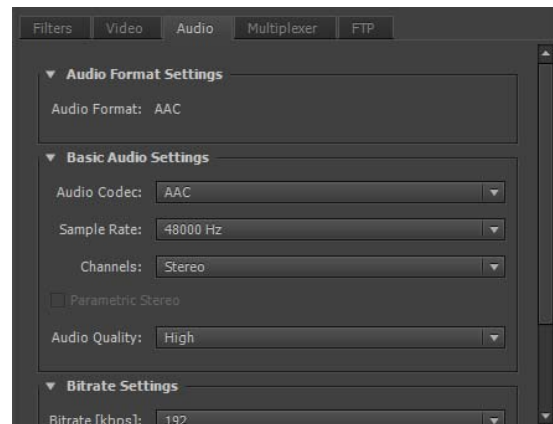 Filters Video Audio Multiplexer FTP
Audio Format Settings
Audio Format: AAC
Basic Audio Settings
Audio Codec: AAC
Sample Rate: 48000 Hz
Channels: Stereo
Parametric Stereo
Audio Quality: High
Bitrate Settings
Bitrate [kbps]: 192